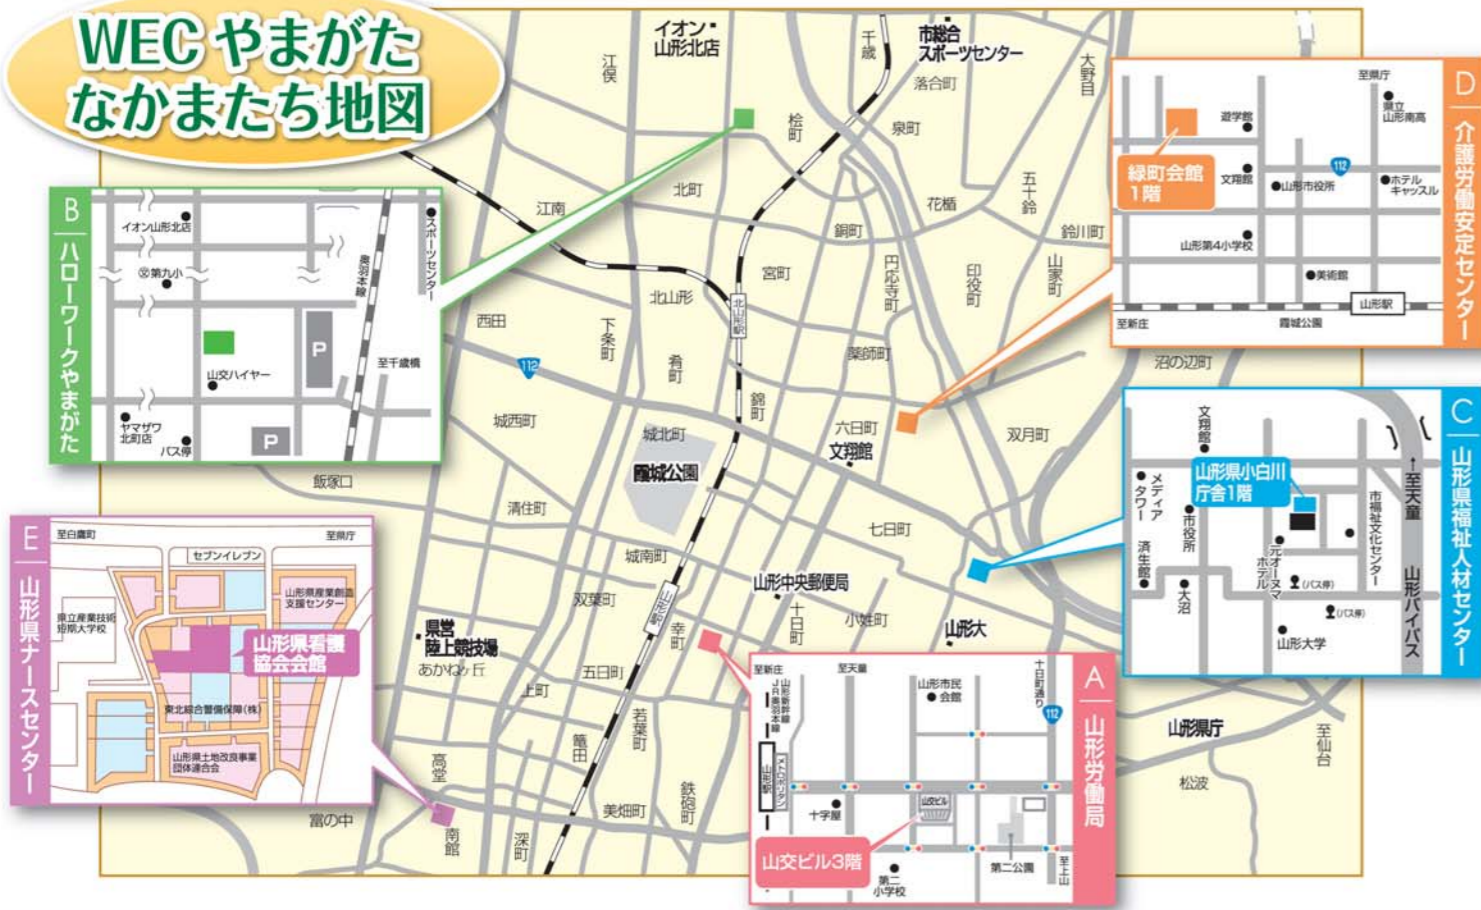 WEC やまがた
なかまたち地図
イオン
山形北店
市総合
スポーツセンター
千歳
江俣
大野目
落合町
桧町
泉町
北町
五十鈴
花楯
江南
銅町
鈴川町
宮町
円応寺町
印役町
山家町
北山形
北山形駅
西田
下条町
薬師町
沼の辺町
112
肴町
錦町
城西町
城北町
六日町
双月町
文翔館
霞城公園
飯塚口
清住町
七日町
城南町
山形中央郵便局
双葉町
山形駅
幸町
十日町
小姓町
山形大
県営
陸上競技場
あかねヶ丘
五日町
上町
若葉町
篭田
高堂
鉄砲町
美畑町
富の中
南館
深町
山形県庁
至仙台
松波
B ハローワークやまがた
イオン山形北店
スポーツセンター
文第九小
奥羽本線
P
山交ハイヤー
至千歳橋
ヤマザワ
北町店
バス停
P
D 介護労働安定センター
至県庁
県立
山形南高
遊学館
緑町会館
1階
文翔館
112
山形市役所
ホテル
キャッスル
山形第4小学校
美術館
山形駅
至新庄
霞城公園
C 山形県福祉人材センター
文翔館
山形県小白川
庁舎1階
←至天童
メディア
タワー
市役所
市福祉文化センター
済生館
元オーヌマ
ホテル
(バス停)
大沼
(バス停)
山形大学
山形バイパス
E 山形県ナースセンター
至白鷹町
至県庁
セブンイレブン
山形県産業創造
支援センター
県立産業技術
短期大学校
山形県看護
協会会館
東北綜合警備保障(株)
山形県土地改良事業
団体連合会
A 山形労働局
至新庄
至天童
山形新幹線
JR奥羽本線
山形市民
会館
十日町通り
112
山形駅
メトロポリタン
山交ビル
十字屋
山交ビル3階
第二
小学校
第二公園
至上山